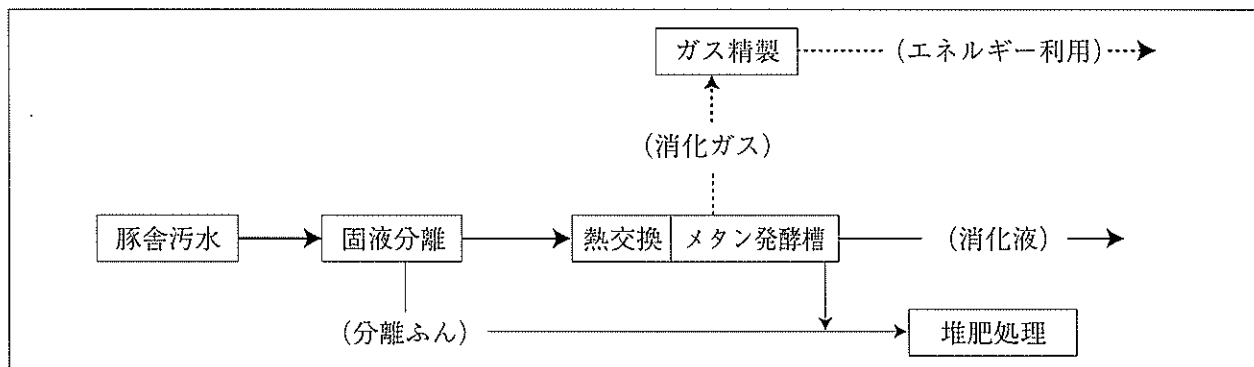 ガス精製
(エネルギー利用)
(消化ガス)
豚舎汚水
固液分離
熱交換
メタン発酵槽
(消化液)
(分離ふん)
堆肥処理